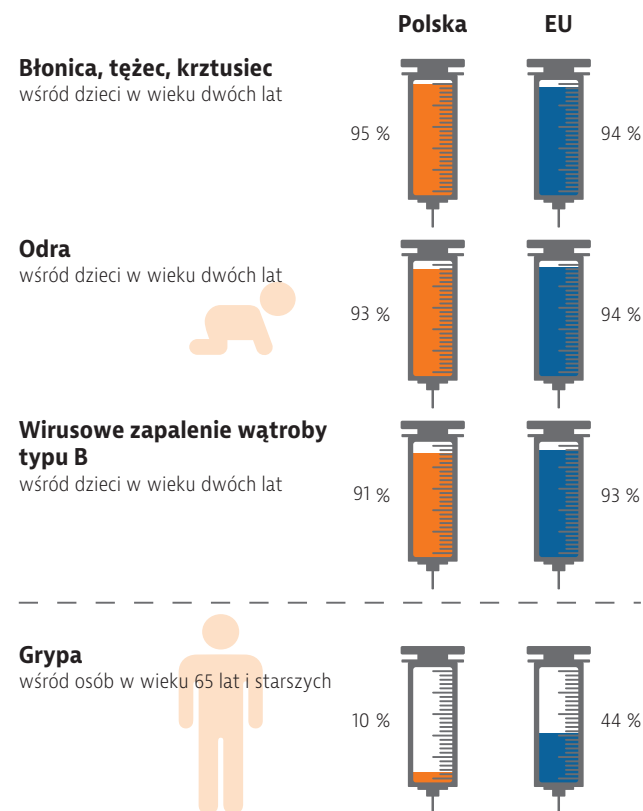 Polska EU
Błonica, tężec, krztusiec
wśród dzieci w wieku dwóch lat
95 % 94 %
Odra
wśród dzieci w wieku dwóch lat
93 % 94 %
Wirusowe zapalenie wątroby
typu B
wśród dzieci w wieku dwóch lat
91 % 93 %
Grypa
wśród osób w wieku 65 lat i starszych
10 % 44 %